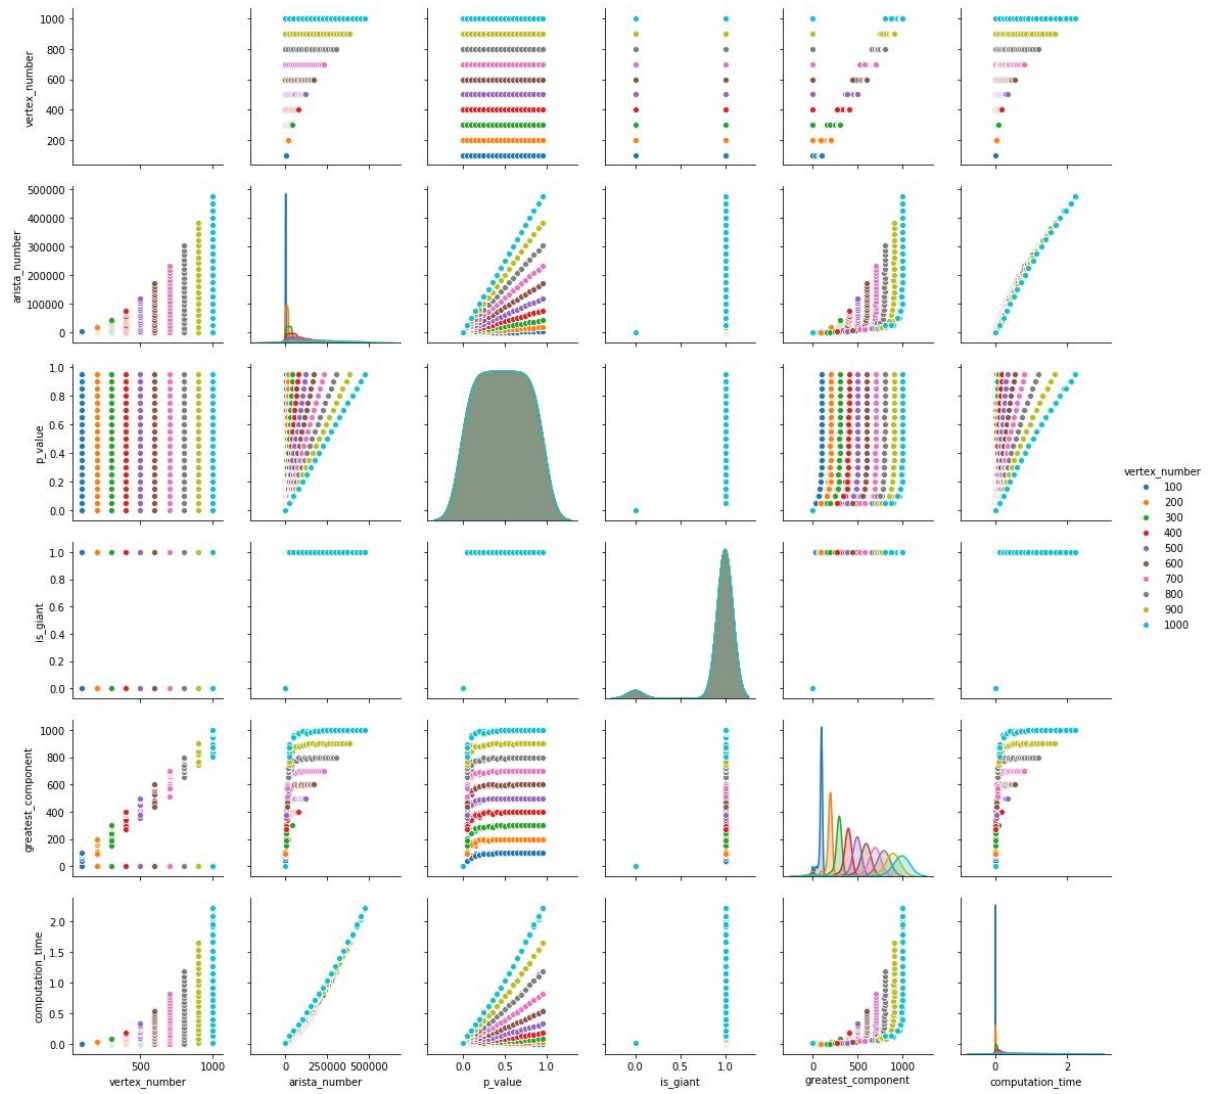 1000
800
600
400
200
vertex_number
500000
400000
300000
200000
100000
0
arista_number
1.0
0.8
0.6
0.4
0.2
0.0
p_value
1.0
0.8
0.6
0.4
0.2
0.0
is_giant
1000
800
600
400
200
0
greatest_component
2.0
1.5
1.0
0.5
0.0
computation_time
500 1000
vertex_number
0 250000 500000
arista_number
0.0 0.5 1.0
p_value
0.0 0.5 1.0
is_giant
0 500 1000
greatest_component
0 2
computation_time
vertex_number
100
200
300
400
500
600
700
800
900
1000